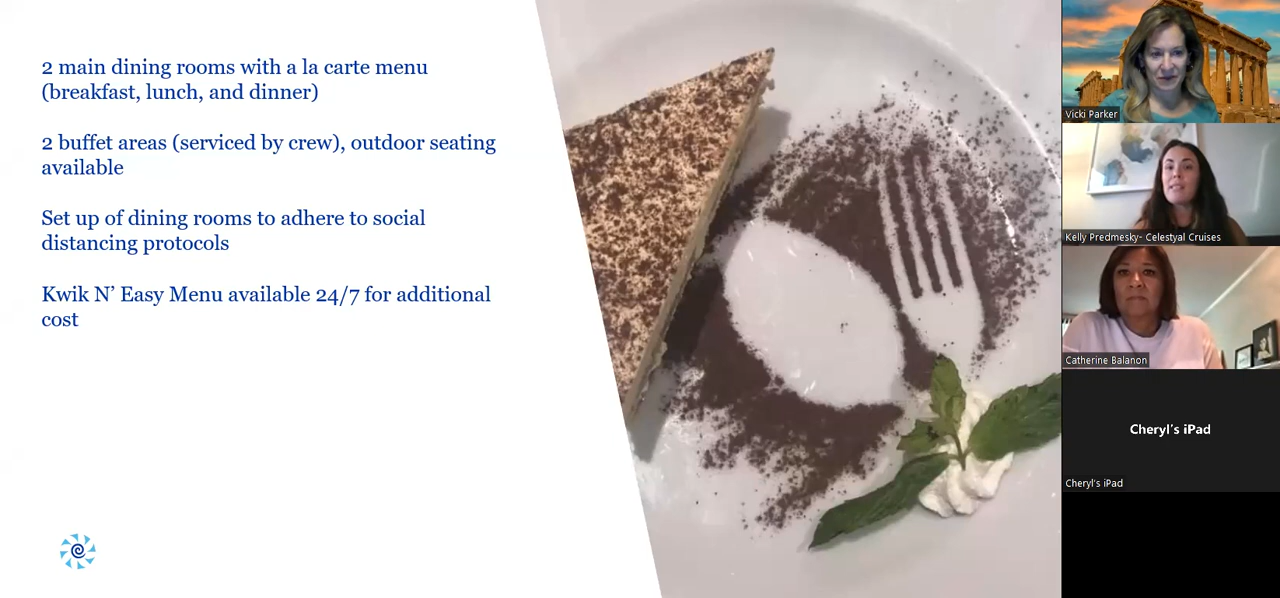 2 main dining rooms with a la carte menu
(breakfast, lunch, and dinner)
2 buffet areas (serviced by crew), outdoor seating
available
Set up of dining rooms to adhere to social
distancing protocols
Kwik N’ Easy Menu available 24/7 for additional
cost
Vicki Parker
Kelly Predmesky- Celestyal Cruises
Catherine Balanon
Cheryl’s iPad
Cheryl's iPad